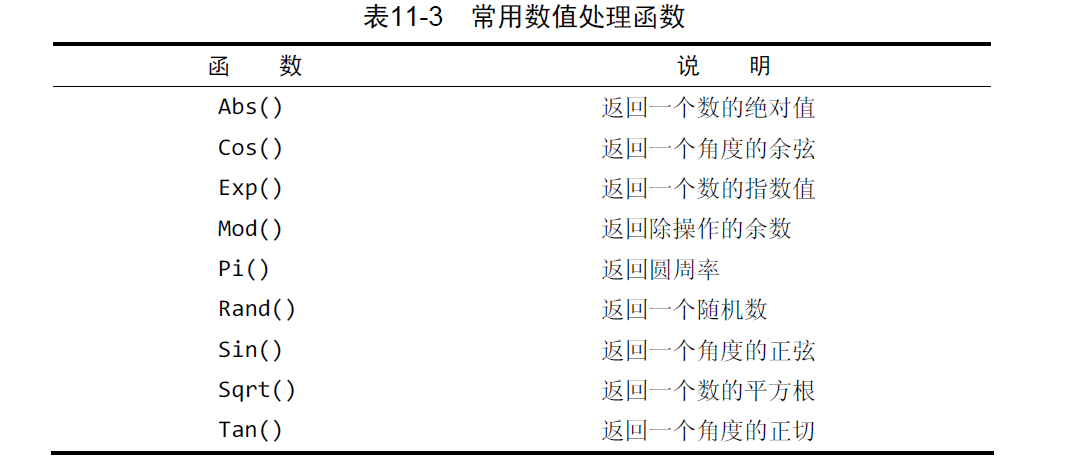 表11-3 常用数值处理函数
函 数 说 明
Abs() 返回一个数的绝对值
Cos() 返回一个角度的余弦
Exp() 返回一个数的指数值
Mod() 返回除操作的余数
Pi() 返回圆周率
Rand() 返回一个随机数
Sin() 返回一个角度的正弦
Sqrt() 返回一个数的平方根
Tan() 返回一个角度的正切